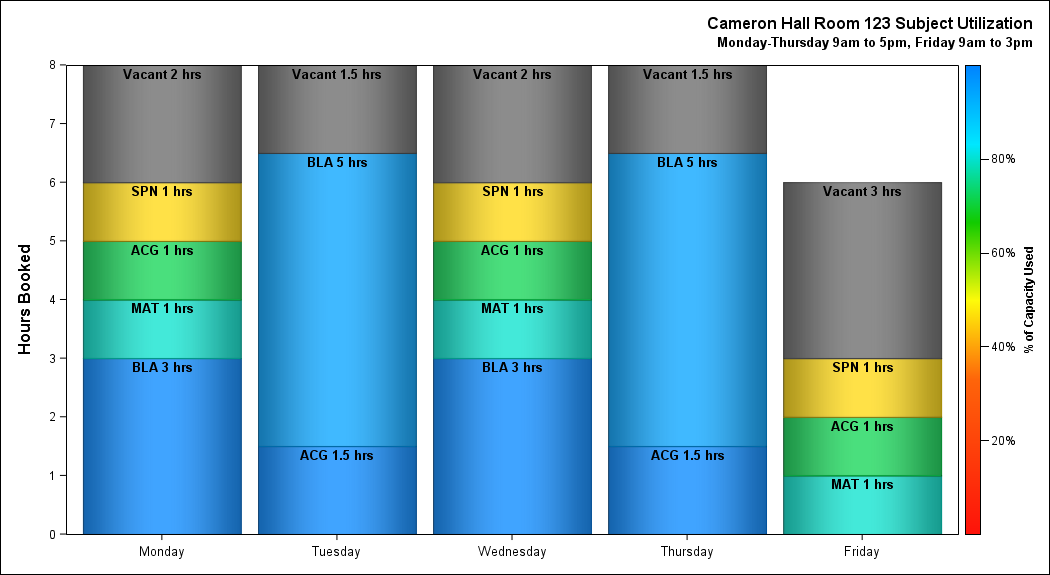 Cameron Hall Room 123 Subject Utilization
Monday-Thursday 9am to 5pm, Friday 9am to 3pm
Hours Booked
8
7
6
5
4
3
2
1
0
Vacant 2 hrs
SPN 1 hrs
ACG 1 hrs
MAT 1 hrs
BLA 3 hrs
Vacant 1.5 hrs
BLA 5 hrs
ACG 1.5 hrs
Vacant 2 hrs
SPN 1 hrs
ACG 1 hrs
MAT 1 hrs
BLA 3 hrs
Vacant 1.5 hrs
BLA 5 hrs
ACG 1.5 hrs
Vacant 3 hrs
SPN 1 hrs
ACG 1 hrs
MAT 1 hrs
Monday
Tuesday
Wednesday
Thursday
Friday
80%
60%
40%
20%
% of Capacity Used